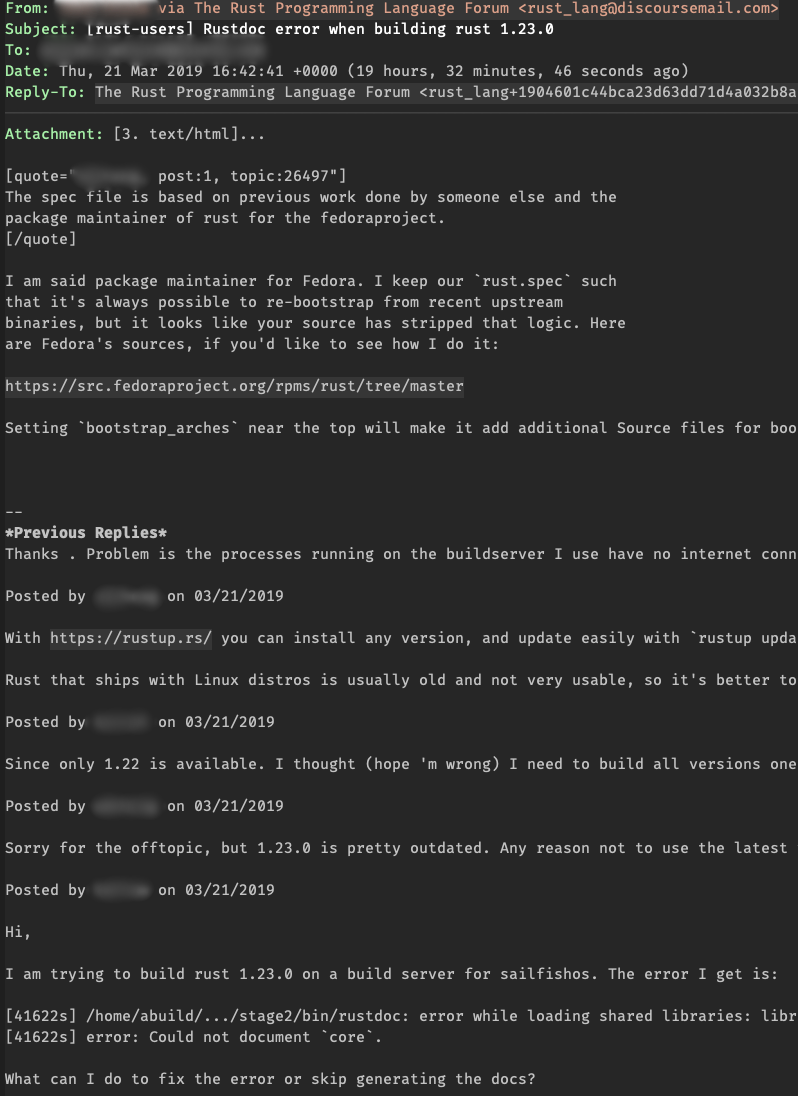 From: via The Rust Programming Language Forum <rust_lang@discoursemail.com>
Subject: [rust-users] Rustdoc error when building rust 1.23.0
To:
Date: Thu, 21 Mar 2019 16:42:41 +0000 (19 hours, 32 minutes, 46 seconds ago)
Reply-To: The Rust Programming Language Forum <rust_lang+1904601c44bca23d63dd71d4a032b8a
Attachment: [3. text/html]...
[quote=" post:1, topic:26497"]
The spec file is based on previous work done by someone else and the
package maintainer of rust for the fedoraproject.
[/quote]
I am said package maintainer for Fedora. I keep our `rust.spec` such
that it's always possible to re-bootstrap from recent upstream
binaries, but it looks like your source has stripped that logic. Here
are Fedora's sources, if you'd like to see how I do it:
https://src.fedoraproject.org/rpms/rust/tree/master
Setting `bootstrap_arches` near the top will make it add additional Source files for boo
--
*Previous Replies*
Thanks . Problem is the processes running on the buildserver I use have no internet conn
Posted by on 03/21/2019
With https://rustup.rs/ you can install any version, and update easily with `rustup upda
Rust that ships with Linux distros is usually old and not very usable, so it's better to
Posted by on 03/21/2019
Since only 1.22 is available. I thought (hope 'm wrong) I need to build all versions one
Posted by on 03/21/2019
Sorry for the offtopic, but 1.23.0 is pretty outdated. Any reason not to use the latest
Posted by on 03/21/2019
Hi,
I am trying to build rust 1.23.0 on a build server for sailfishos. The error I get is:
[41622s] /home/abuild/.../stage2/bin/rustdoc: error while loading shared libraries: libr
[41622s] error: Could not document `core`.
What can I do to fix the error or skip generating the docs?